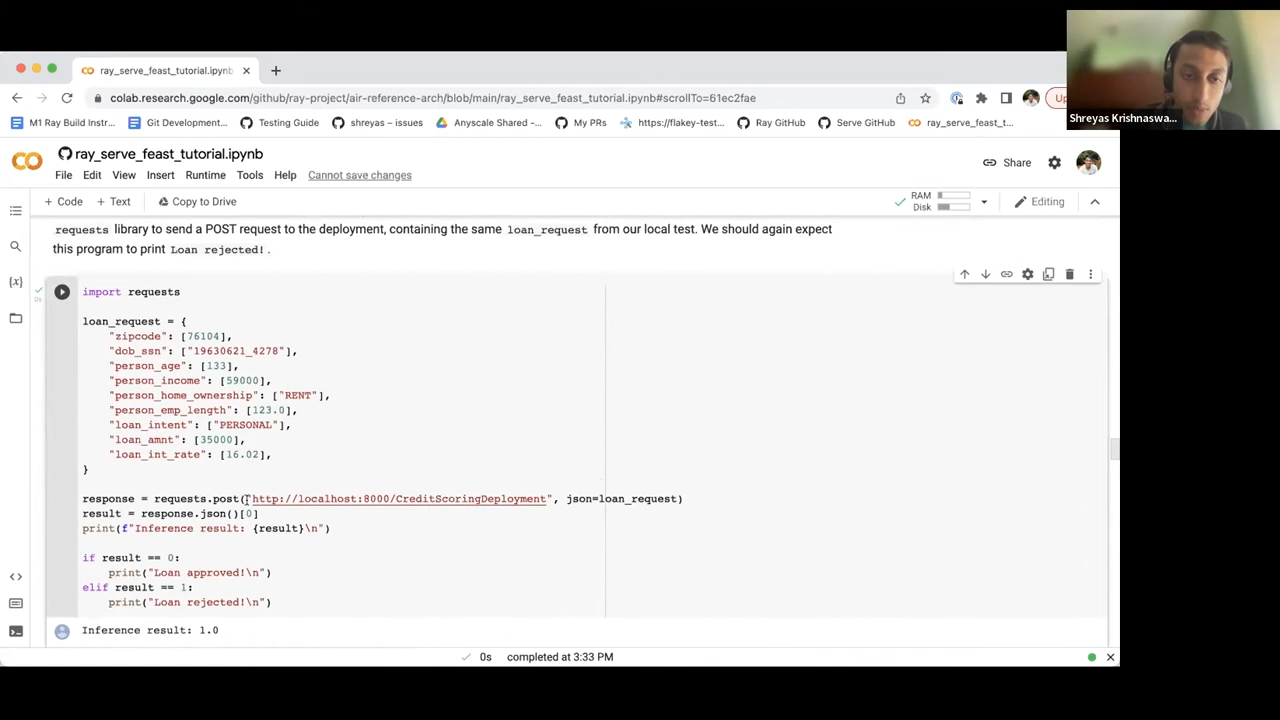 ray_serve_feast_tutorial.ipynb
colab.research.google.com/github/ray-project/air-reference-arch/blob/main/ray_serve_feast_tutorial.ipynb#scrollTo=61ec2fae
Up
M1 Ray Build Instr...
Git Development...
Testing Guide
shreyas – issues
Anyscale Shared -...
My PRs
https://flakey-test...
Ray GitHub
Serve GitHub
ray_serve_feast_t...
Shreyas Krishnaswa...
ray_serve_feast_tutorial.ipynb
File Edit View Insert Runtime Tools Help Cannot save changes
Share
+ Code + Text Copy to Drive
RAM
Disk
Editing
requests library to send a POST request to the deployment, containing the same loan_request from our local test. We should again expect
this program to print Loan rejected!.
import requests
loan_request = {
"zipcode": [76104],
"dob_ssn": ["19630621_4278"],
"person_age": [133],
"person_income": [59000],
"person_home_ownership": ["RENT"],
"person_emp_length": [123.0],
"loan_intent": ["PERSONAL"],
"loan_amnt": [35000],
"loan_int_rate": [16.02],
}
response = requests.post("http://localhost:8000/CreditScoringDeployment", json=loan_request)
result = response.json()[0]
print(f"Inference result: {result}\n")
if result == 0:
print("Loan approved!\n")
elif result == 1:
print("Loan rejected!\n")
Inference result: 1.0
0s completed at 3:33 PM